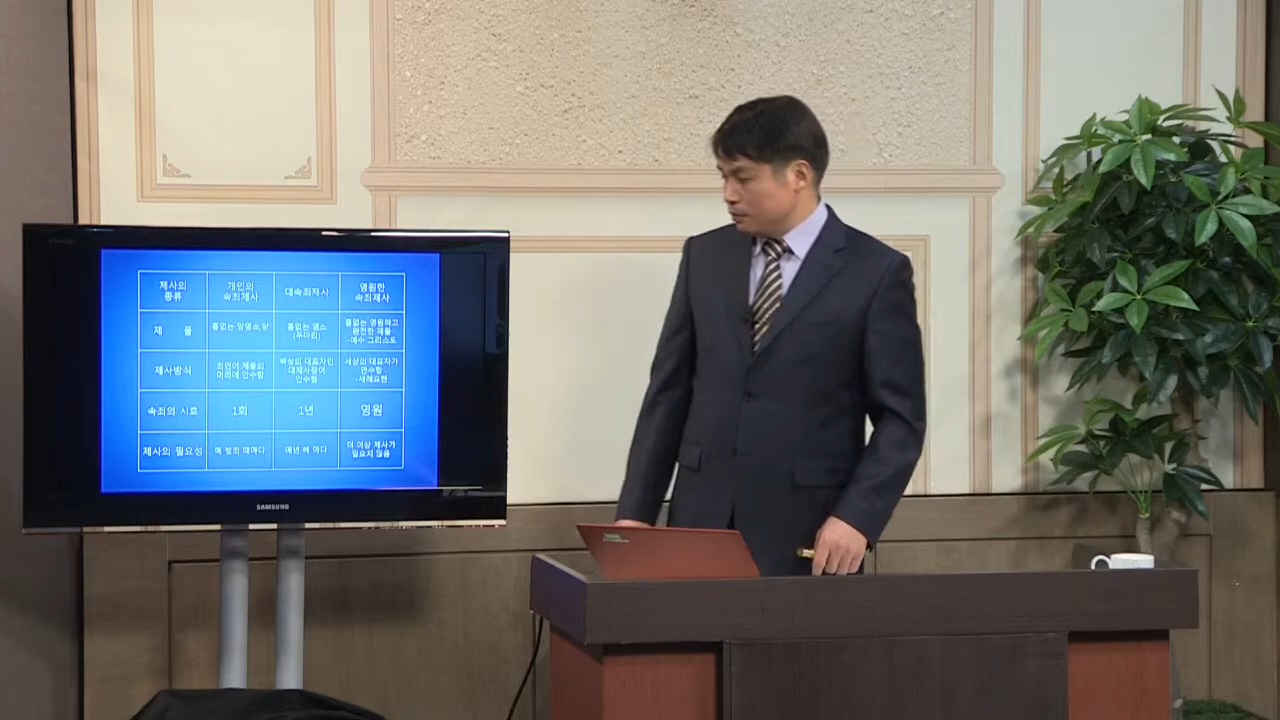 제사의
종류
개인의
속죄제사
대속죄제사
영원한
속죄제사
제 물
흠없는 암염소,양
흠없는 염소
(두마리)
흠없는 영원하고
완전한 제물
-예수 그리스도
제사방식
죄인이 제물의
머리에 안수함
백성의 대표자인
대제사장이
안수함
세상의 대표자가
안수함
-세례요한
속죄의 시효
1회
1년
영원
제사의 필요성
매 범죄 때마다
매년 해 마다
더 이상 제사가
필요치 않음
SAMSUNG